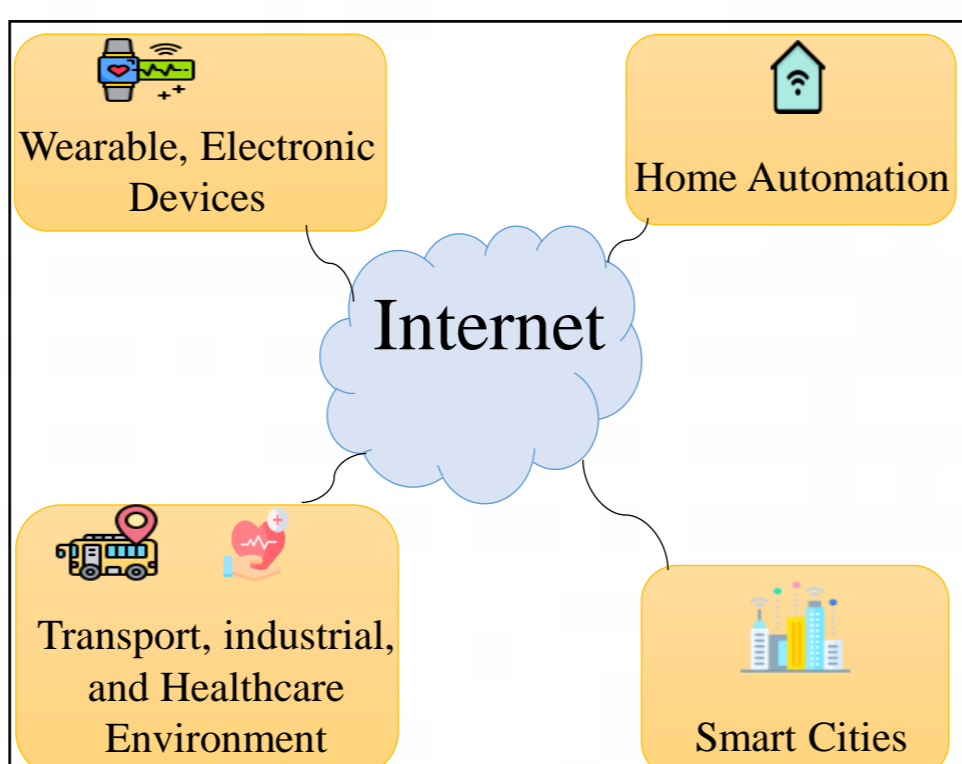 Wearable, Electronic
Devices
Home Automation
Internet
Transport, industrial,
and Healthcare
Environment
Smart Cities